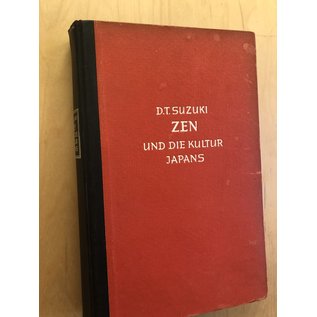 D.T. SUZUKI
ZEN
UND DIE KULTUR
JAPANS